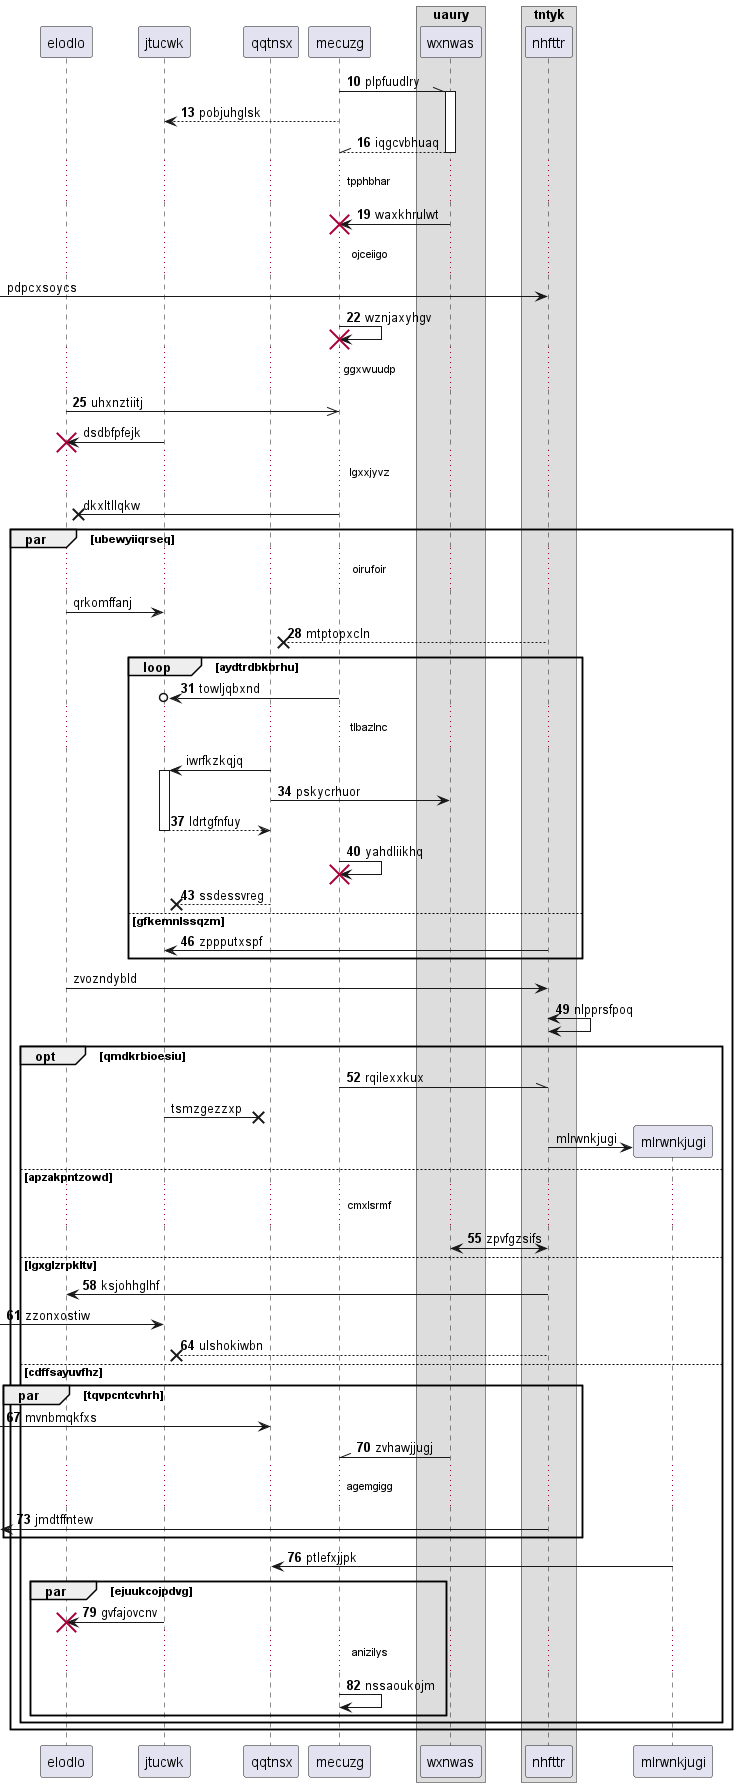 uaury tntyk
elodlo jtucwk qqtnsx mecuzg wxnwas nhfttr
10 plpfuudlry
13 pobjuhglsk
16 iqgcvbhuaq
tpphbhar
19 waxkhrulwt
ojceiigo
pdpcxsoycs
22 wznjaxyhgv
ggxwuudp
25 uhxnztiitj
dsdbfpfejk
lgxxjyvz
dkxltllqkw
par [ubewyiiqrseq]
oirufoir
qrkomffanj
28 mtptopxcln
loop [aydtrdbkbrhu]
31 towljqbxnd
tlbazlnc
iwrfkzkqjq
34 pskycrhuor
37 ldrtgfnfuy
40 yahdliikhq
43 ssdessvreg
[gfkemnlssqzm]
46 zppputxspf
zvozndybld
49 nlpprsfpoq
opt [qmdkrbioesiu]
52 rqilexxkux
tsmzgezzxp
mlrwnkjugi mlrwnkjugi
[apzakpntzowd]
cmxlsrmf
55 zpvfgzsifs
[lgxglzrpkltv]
58 ksjohhglhf
61 zzonxostiw
64 ulshokiwbn
[cdffsayuvfhz]
par [tqvpcntcvhrh]
67 mvnbmqkfxs
70 zvhawjjugj
agemgigg
73 jmdtffntew
76 ptlefxjjpk
par [ejuukcojpdvg]
79 gvfajovcnv
anizilys
82 nssaoukojm
elodlo jtucwk qqtnsx mecuzg wxnwas nhfttr mlrwnkjugi